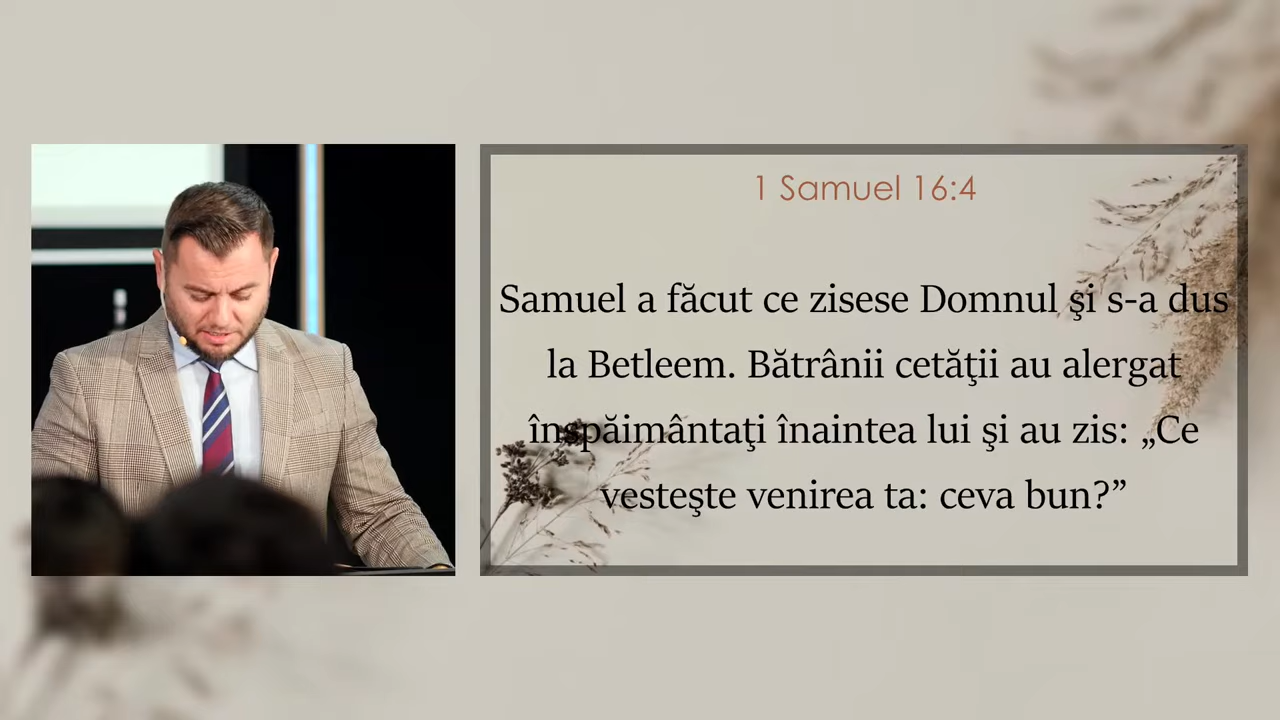 1 Samuel 16:4
Samuel a făcut ce zisese Domnul şi s-a dus
la Betleem. Bătrânii cetăţii au alergat
înspăimântaţi înaintea lui şi au zis: „Ce
vesteşte venirea ta: ceva bun?”